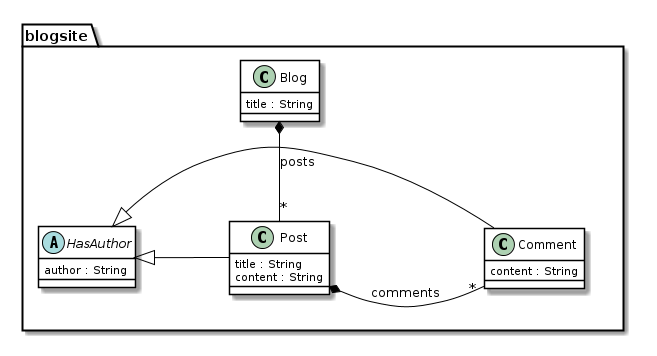 blogsite
C Blog
title : String
posts
*
A HasAuthor
author : String
C Post
title : String
content : String
C Comment
content : String
comments
*